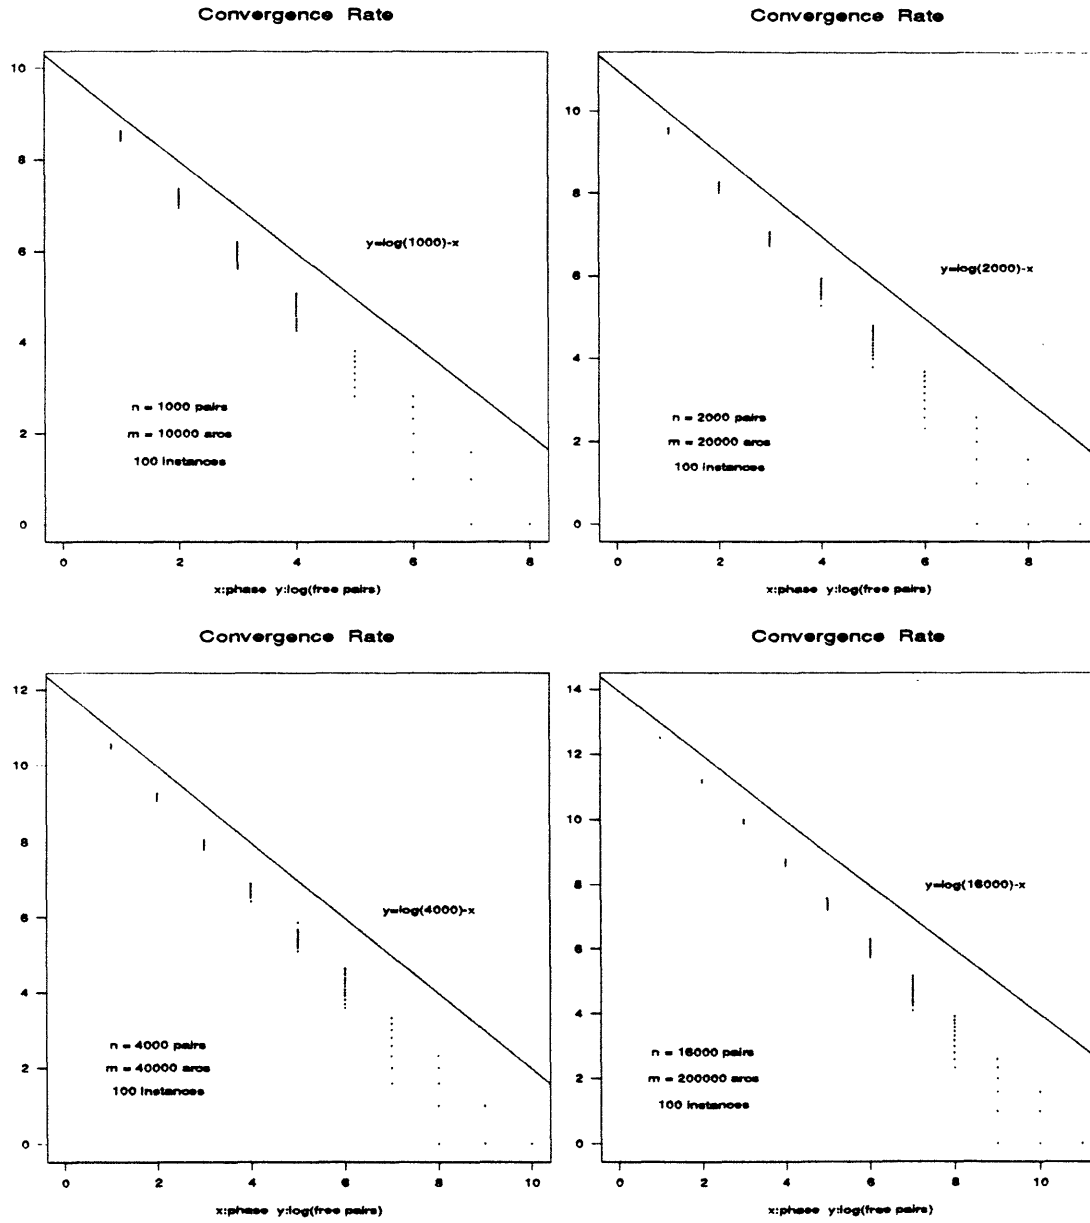 Convergence Rate
10
8
6
4
2
0
y=log(1000)-x
n = 1000 pairs
m = 10000 arcs
100 instances
0 2 4 6 8
x:phase y:log(free pairs)
Convergence Rate
10
8
6
4
2
0
y=log(2000)-x
n = 2000 pairs
m = 20000 arcs
100 instances
0 2 4 6 8
x:phase y:log(free pairs)
Convergence Rate
12
10
8
6
4
2
0
y=log(4000)-x
n = 4000 pairs
m = 40000 arcs
100 instances
0 2 4 6 8 10
x:phase y:log(free pairs)
Convergence Rate
14
12
10
8
6
4
2
0
y=log(16000)-x
n = 16000 pairs
m = 200000 arcs
100 instances
0 2 4 6 8 10
x:phase y:log(free pairs)